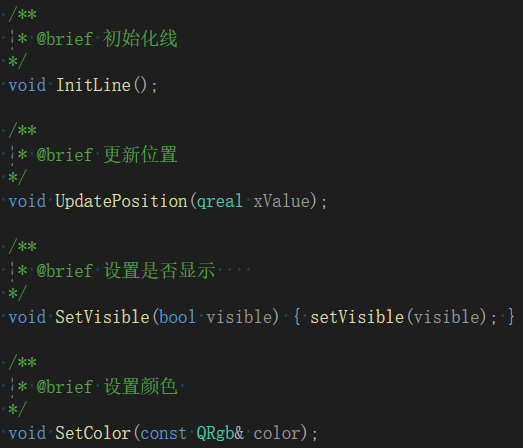 /**
* @brief 初始化线
*/
void InitLine();
/**
* @brief 更新位置
*/
void UpdatePosition(qreal xValue);
/**
* @brief 设置是否显示
*/
void SetVisible(bool visible) { setVisible(visible); }
/**
* @brief 设置颜色
*/
void SetColor(const QRgb& color);